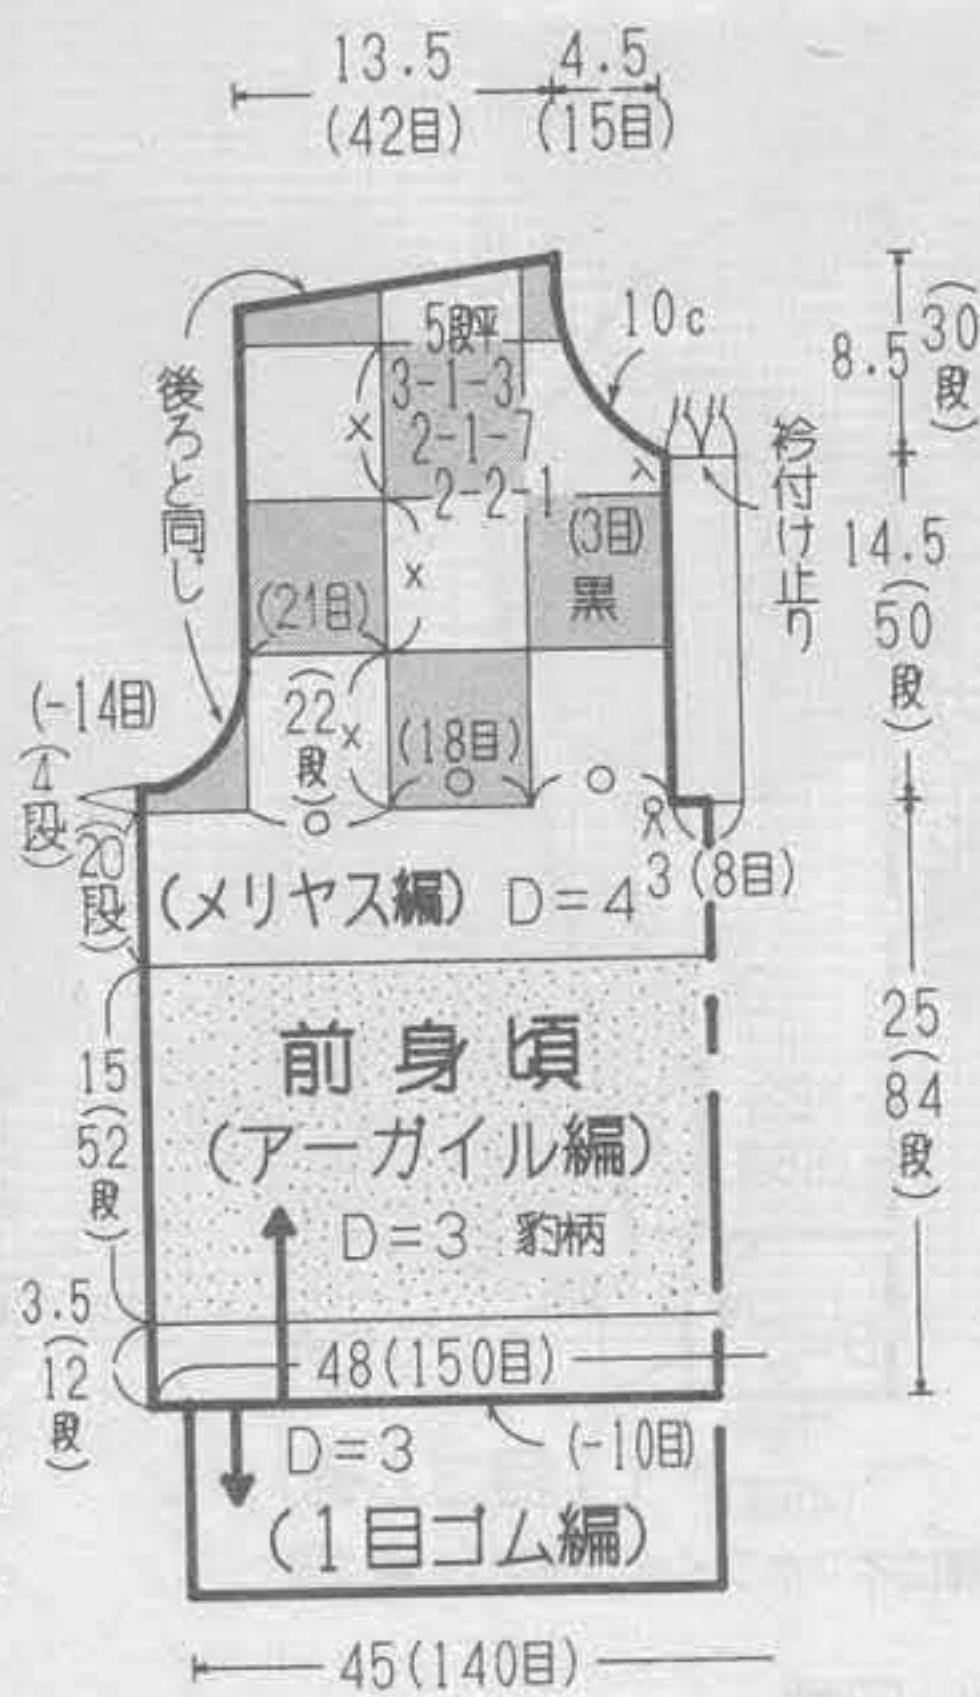 13.5
(42目)
4.5
(15目)
後ろと同じ
5段平
3-1-3
2-1-7
2-2-1
10c
(3目)
黒
衿付け止り
8.5(30段)
14.5(50段)
(21目)
(22段)
(18目)
(-14目)
(4段)
(20段)
3(8目)
(メリヤス編) D=4
前身頃
(アーガイル編)
D=3 豹柄
15(52段)
25(84段)
3.5(12段)
48(150目)
D=3
(-10目)
(1目ゴム編)
45(140目)